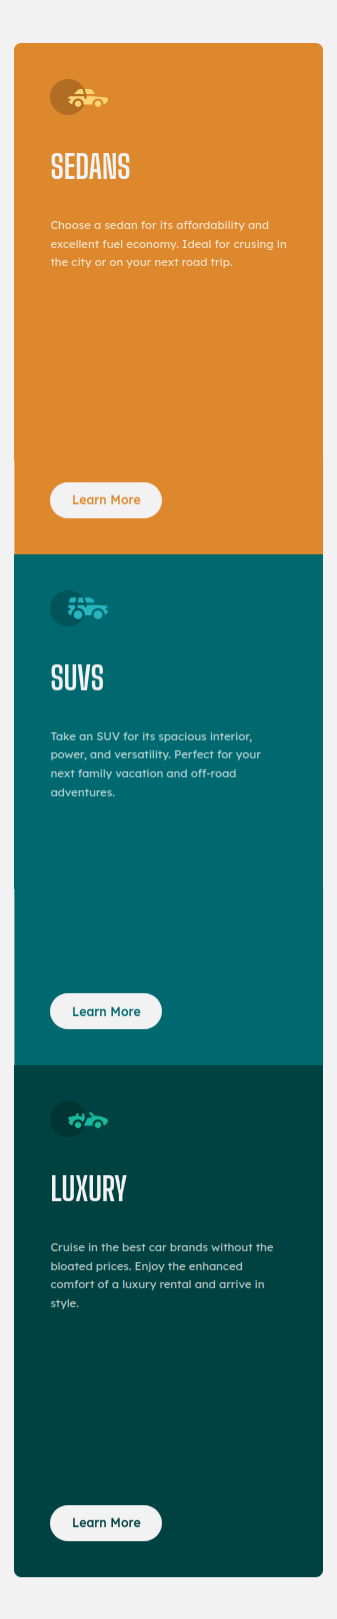 SEDANS
Choose a sedan for its affordability and
excellent fuel economy. Ideal for crusing in
the city or on your next road trip.
Learn More
SUVS
Take an SUV for its spacious interior,
power, and versatility. Perfect for your
next family vacation and off-road
adventures.
Learn More
LUXURY
Cruise in the best car brands without the
bloated prices. Enjoy the enhanced
comfort of a luxury rental and arrive in
style.
Learn More